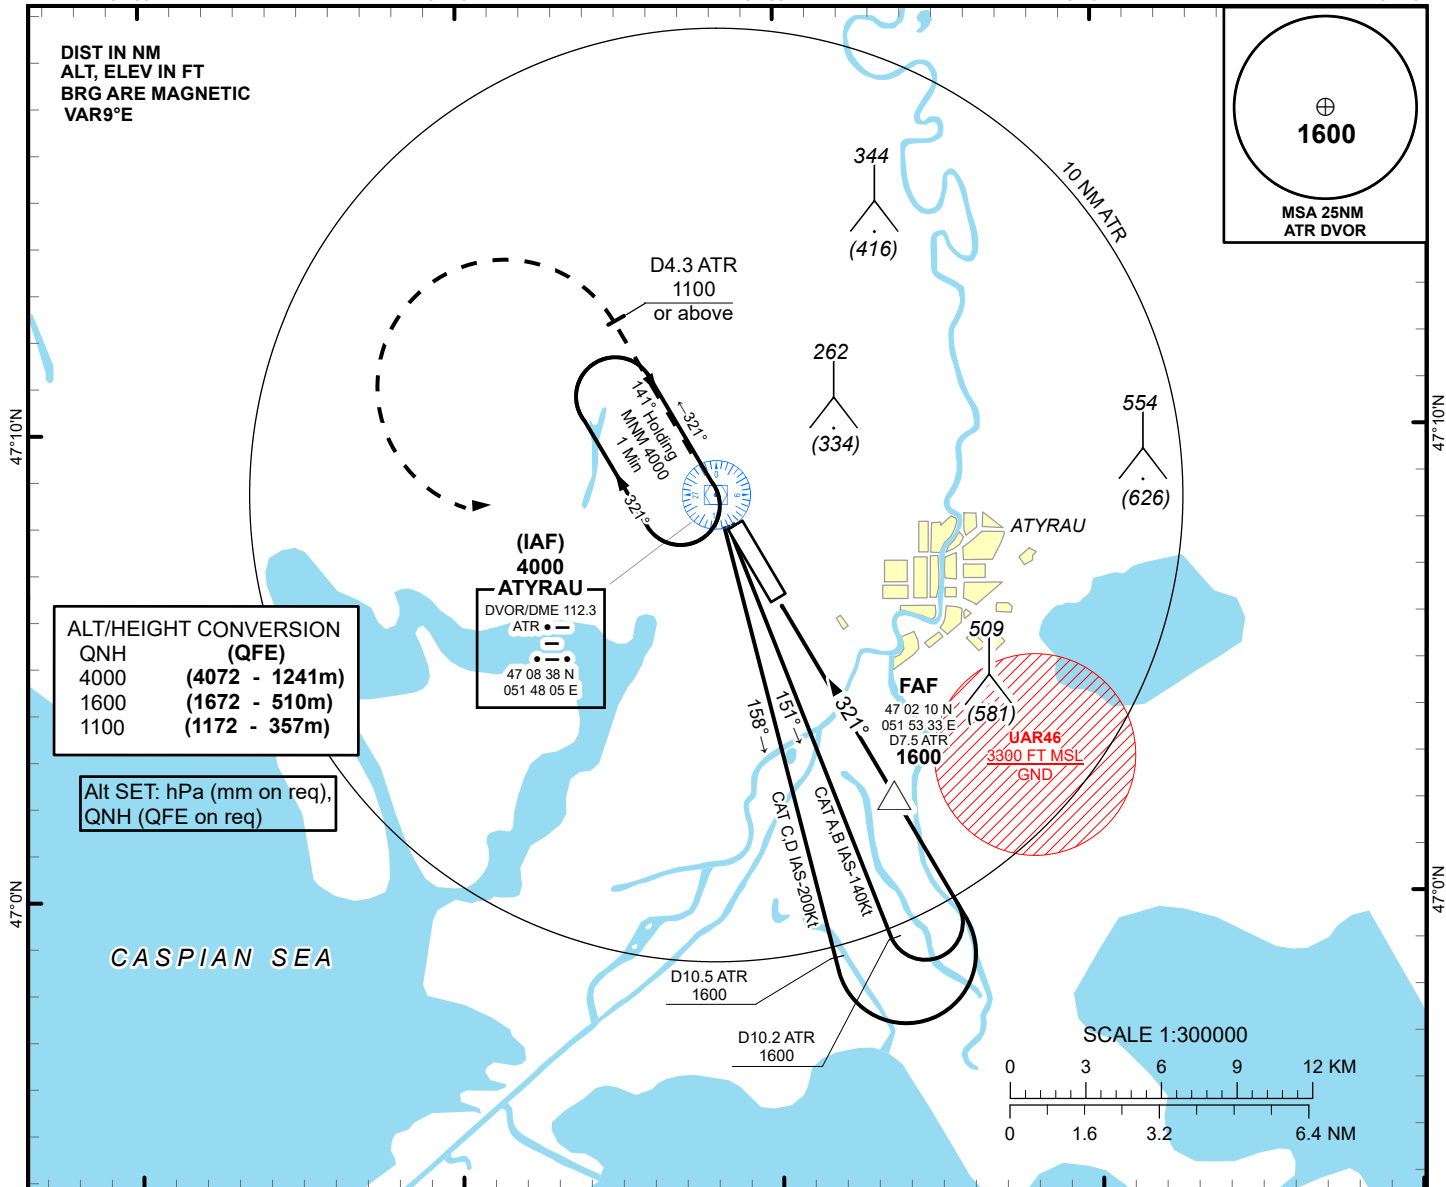 DIST IN NM
ALT, ELEV IN FT
BRG ARE MAGNETIC
VAR9°E
1600
MSA 25NM
ATR DVOR
10 NM ATR
344
(416)
D4.3 ATR
1100
or above
262
(334)
554
(626)
47°10'N
47°10'N
141° Holding
MNM 4000
1 Min
←321°
321°
0
9
27
ATYRAU
(IAF)
4000
ATYRAU
DVOR/DME 112.3
ATR
47 08 38 N
051 48 05 E
ALT/HEIGHT CONVERSION
QNH (QFE)
4000 (4072 - 1241m)
1600 (1672 - 510m)
1100 (1172 - 357m)
Alt SET: hPa (mm on req),
QNH (QFE on req)
509
(581)
FAF
47 02 10 N
051 53 33 E
D7.5 ATR
1600
UAR46
3300 FT MSL
GND
321°
151°→
158°→
CAT A,B IAS-140Kt
CAT C,D IAS-200Kt
47°0'N
47°0'N
CASPIAN SEA
D10.5 ATR
1600
D10.2 ATR
1600
SCALE 1:300000
0 3 6 9 12 KM
0 1.6 3.2 6.4 NM